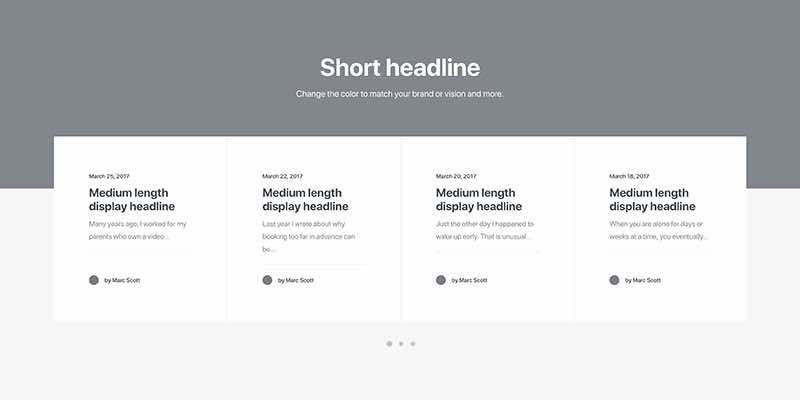 Short headline
Change the color to match your brand or vision and more.
March 25, 2017
Medium length
display headline
Many years ago, I worked for my
parents who own a video...
by Marc Scott
March 22, 2017
Medium length
display headline
Last year I wrote about why
booking too far in advance can
be...
by Marc Scott
March 20, 2017
Medium length
display headline
Just the other day I happened to
wake up early. That is unusual...
by Marc Scott
March 18, 2017
Medium length
display headline
When you are alone for days or
weeks at a time, you eventually...
by Marc Scott